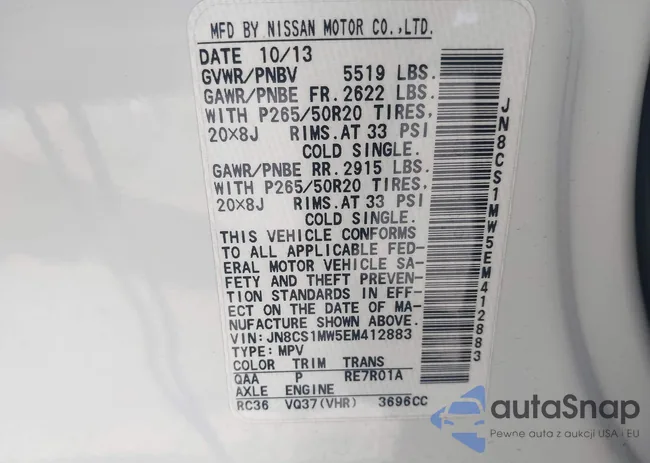 MFD BY NISSAN MOTOR CO.,LTD.
DATE 10/13
GVWR/PNBV 5519 LBS.
GAWR/PNBE FR. 2622 LBS.
WITH P265/50R20 TIRES,
20×8J RIMS.AT 33 PSI
COLD SINGLE.
GAWR/PNBE RR. 2915 LBS.
WITH P265/50R20 TIRES,
20×8J RIMS.AT 33 PSI
COLD SINGLE.
THIS VEHICLE CONFORMS
TO ALL APPLICABLE FED-
ERAL MOTOR VEHICLE SA-
FETY AND THEFT PREVEN-
TION STANDARDS IN EFF-
ECT ON THE DATE OF MA-
NUFACTURE SHOWN ABOVE.
VIN:JN8CS1MW5EM412883
TYPE:MPV
COLOR TRIM TRANS
QAA P RE7R01A
AXLE ENGINE
RC36 VQ37(VHR) 3696CC
JN8CS1MW5EM412883
autaSnap
Pewne auta z aukcji USA i EU